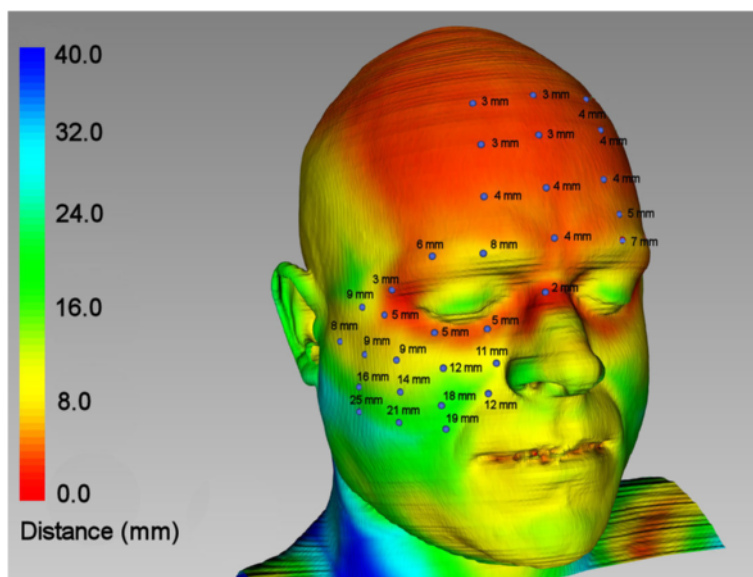 40.0
32.0
24.0
16.0
8.0
0.0
Distance (mm)
3 mm
3 mm
4 mm
3 mm
3 mm
4 mm
4 mm
4 mm
4 mm
5 mm
6 mm
8 mm
4 mm
7 mm
3 mm
2 mm
9 mm
5 mm
5 mm
5 mm
8 mm
9 mm
9 mm
12 mm
11 mm
16 mm
14 mm
18 mm
12 mm
25 mm
21 mm
19 mm